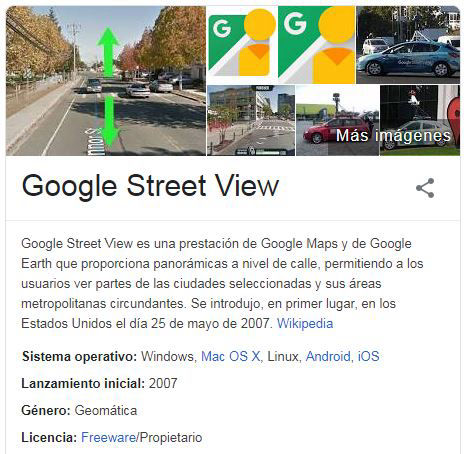 G
G
Más imágenes
Google Street View
Google Street View es una prestación de Google Maps y de Google
Earth que proporciona panorámicas a nivel de calle, permitiendo a los
usuarios ver partes de las ciudades seleccionadas y sus áreas
metropolitanas circundantes. Se introdujo, en primer lugar, en los
Estados Unidos el día 25 de mayo de 2007. Wikipedia
Sistema operativo: Windows, Mac OS X, Linux, Android, iOS
Lanzamiento inicial: 2007
Género: Geomática
Licencia: Freeware/Propietario